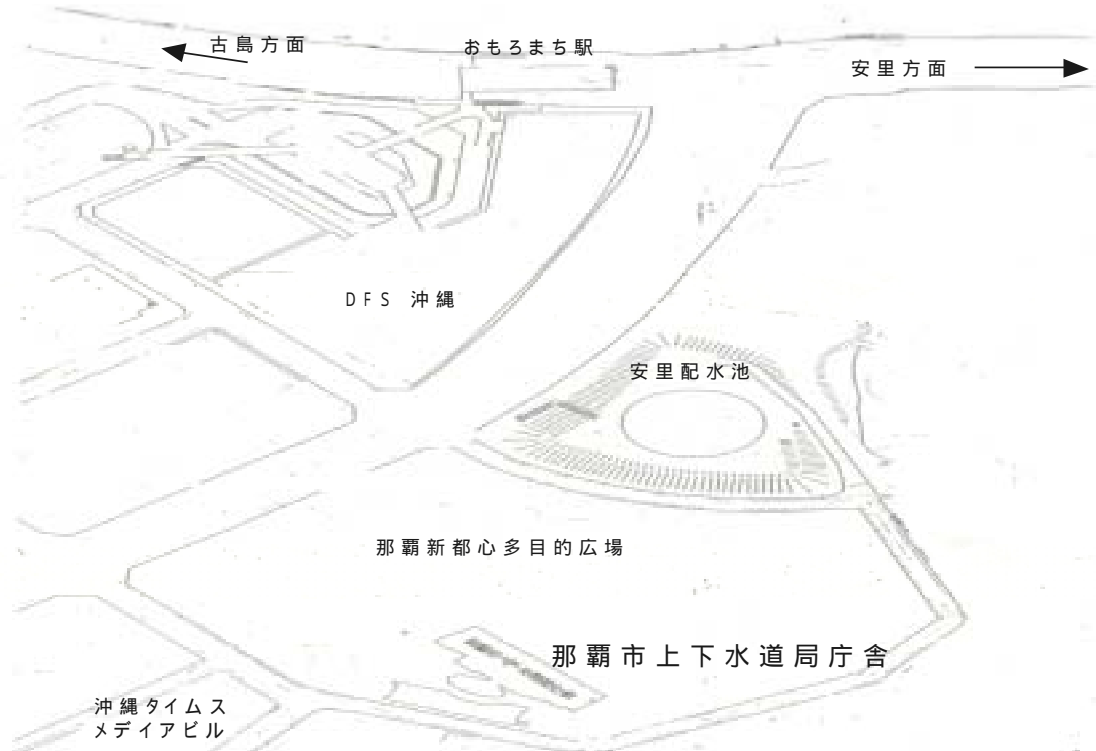 古島方面
おもろまち駅
安里方面
DFS 沖縄
安里配水池
那覇新都心多目的広場
那覇市上下水道局庁舎
沖縄タイムス
メデイアビル